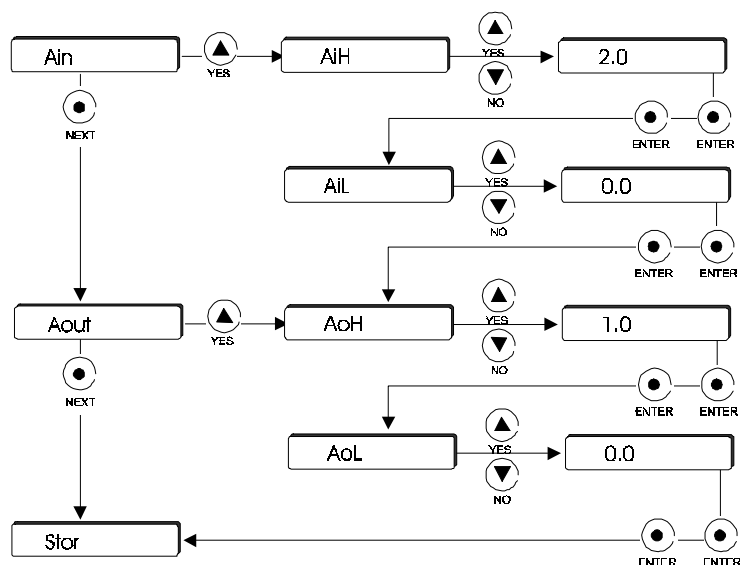 Ain
YES
AiH
YES
NO
2.0
NEXT
ENTER
ENTER
AiL
YES
NO
0.0
ENTER
ENTER
Aout
YES
AoH
YES
NO
1.0
NEXT
ENTER
ENTER
AoL
YES
NO
0.0
Stor
ENTER
ENTER